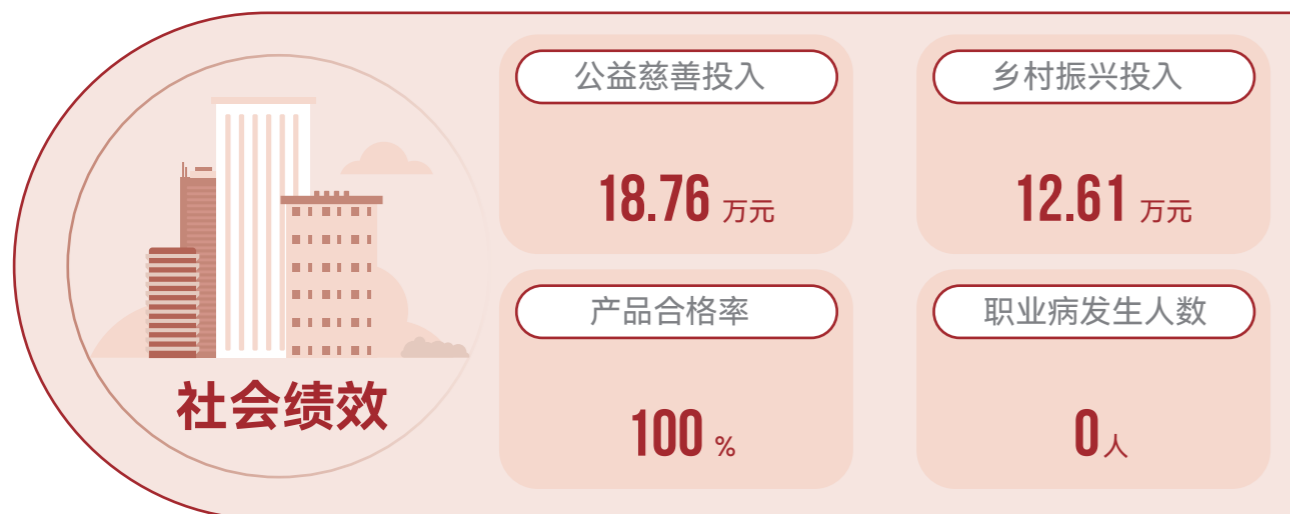 社会绩效
公益慈善投入
18.76 万元
乡村振兴投入
12.61 万元
产品合格率
100 %
职业病发生人数
0人